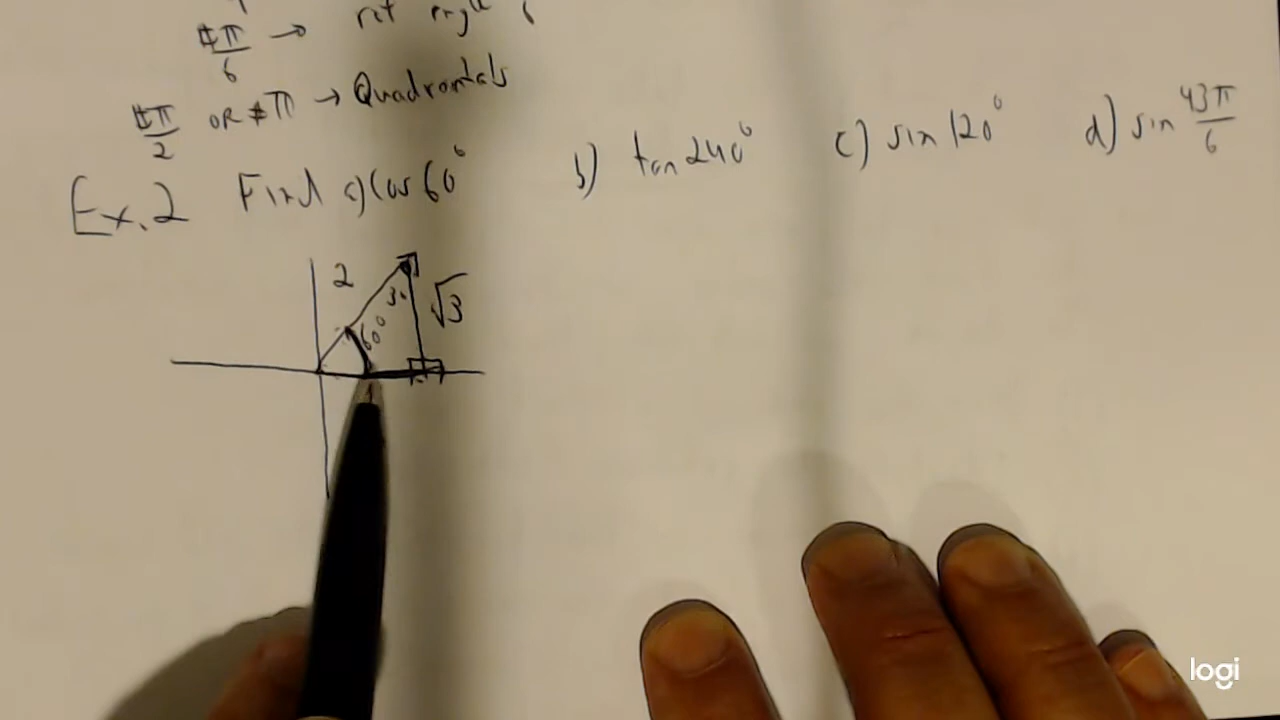 #π/6 → ref angle
#π/2 OR #π → Quadrantals
Ex.2 Find a) Cos 60° b) tan 240° c) sin 120° d) sin 43π/6
2
3
60°
√3
logi